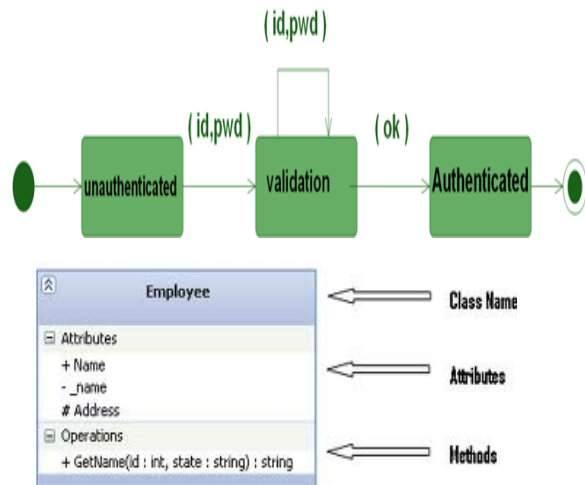 ( id,pwd )
( id,pwd )
( ok )
unauthenticated
validation
Authenticated
Employee
Class Name
Attributes
+ Name
- _name
# Address
Attributes
Operations
+ GetName(id : int, state : string) : string
Methods